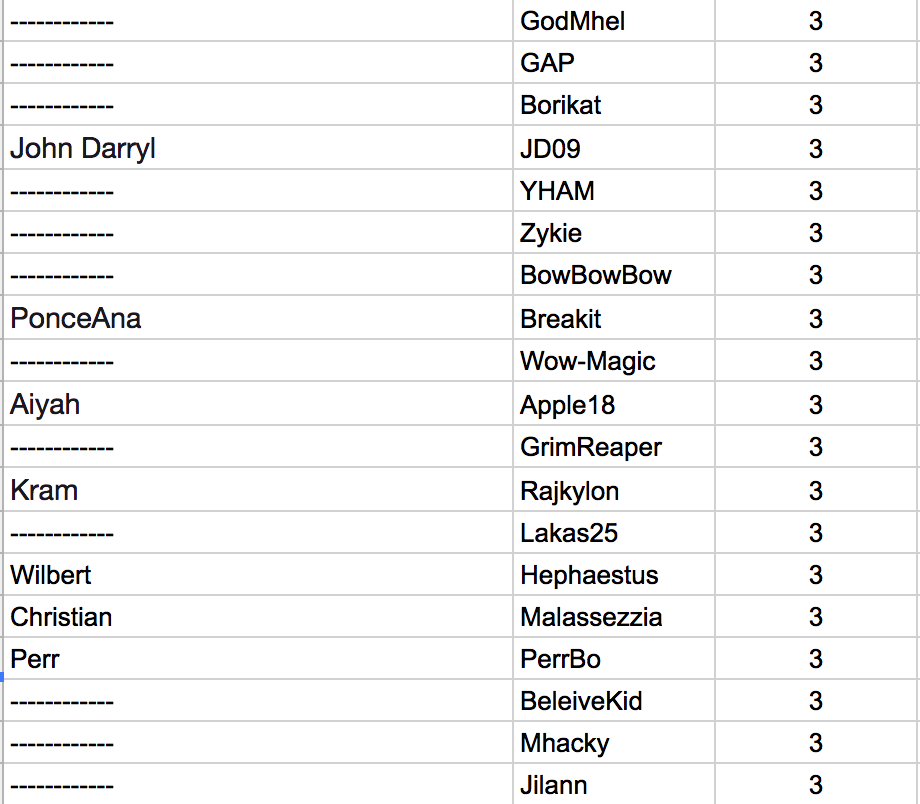 ------------ GodMhel 3
------------ GAP 3
------------ Borikat 3
John Darryl JD09 3
------------ YHAM 3
------------ Zykie 3
------------ BowBowBow 3
PonceAna Breakit 3
------------ Wow-Magic 3
Aiyah Apple18 3
------------ GrimReaper 3
Kram Rajkylon 3
------------ Lakas25 3
Wilbert Hephaestus 3
Christian Malassezzia 3
Perr PerrBo 3
------------ BeleiveKid 3
------------ Mhacky 3
------------ Jilann 3